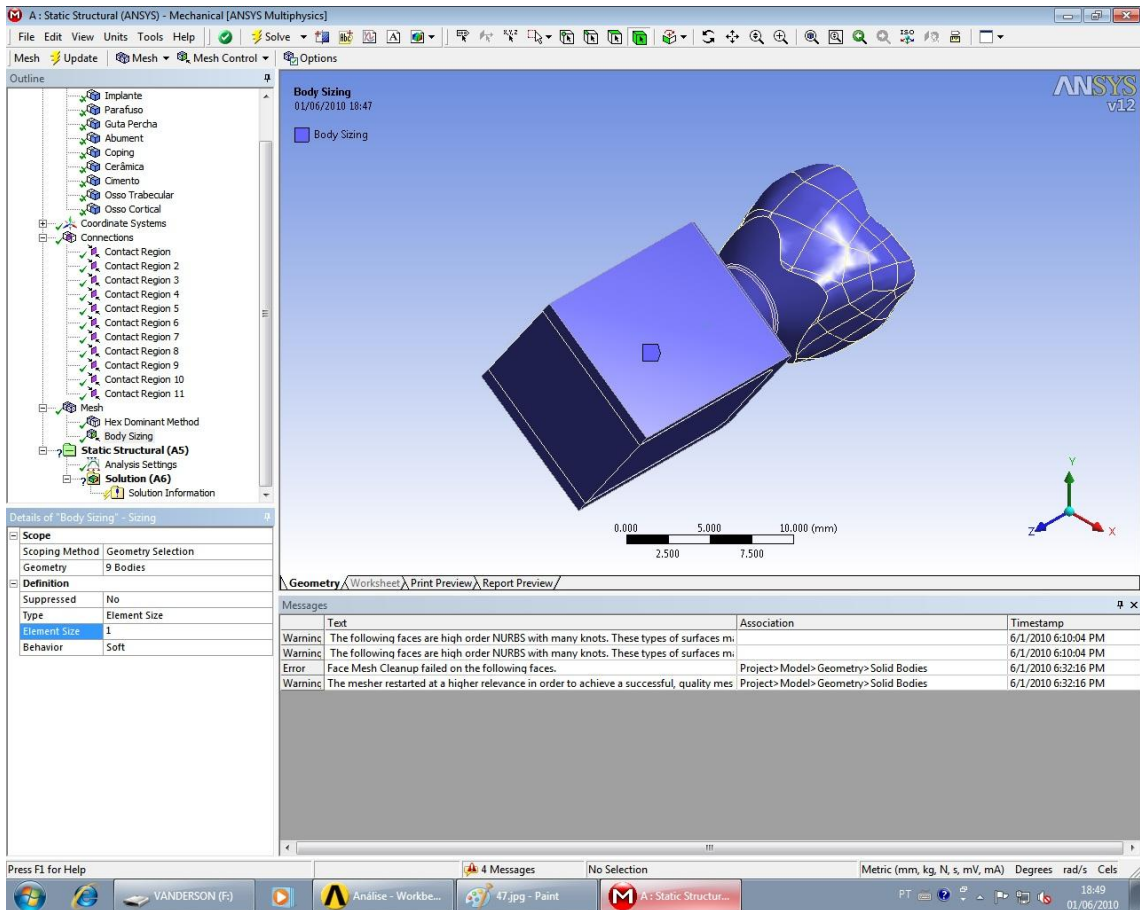 A : Static Structural (ANSYS) - Mechanical [ANSYS Multiphysics]
File Edit View Units Tools Help Solve
Mesh Update Mesh Mesh Control Options
Outline
Implante
Parafuso
Guta Percha
Abument
Coping
Cerâmica
Cimento
Osso Trabecular
Osso Cortical
Coordinate Systems
Connections
Contact Region
Contact Region 2
Contact Region 3
Contact Region 4
Contact Region 5
Contact Region 6
Contact Region 7
Contact Region 8
Contact Region 9
Contact Region 10
Contact Region 11
Mesh
Hex Dominant Method
Body Sizing
Static Structural (A5)
Analysis Settings
Solution (A6)
Solution Information
Body Sizing
01/06/2010 18:47
Body Sizing
ANSYS
v12
Y
Z X
0.000 5.000 10.000 (mm)
2.500 7.500
Details of "Body Sizing" - Sizing
Scope
Scoping Method Geometry Selection
Geometry 9 Bodies
Definition
Suppressed No
Type Element Size
Element Size 1
Behavior Soft
Geometry Worksheet Print Preview Report Preview
Messages
Text Association Timestamp
Warning The following faces are high order NURBS with many knots. These types of surfaces m 6/1/2010 6:10:04 PM
Warning The following faces are high order NURBS with many knots. These types of surfaces m 6/1/2010 6:10:04 PM
Error Face Mesh Cleanup failed on the following faces. Project>Model>Geometry>Solid Bodies 6/1/2010 6:32:16 PM
Warning The mesher restarted at a higher relevance in order to achieve a successful, quality mes Project>Model>Geometry>Solid Bodies 6/1/2010 6:32:16 PM
Press F1 for Help 4 Messages No Selection Metric (mm, kg, N, s, mV, mA) Degrees rad/s Cels
VANDERSON (F:) Análise - Workbe... 47.jpg - Paint A : Static Structur... PT 18:49
01/06/2010